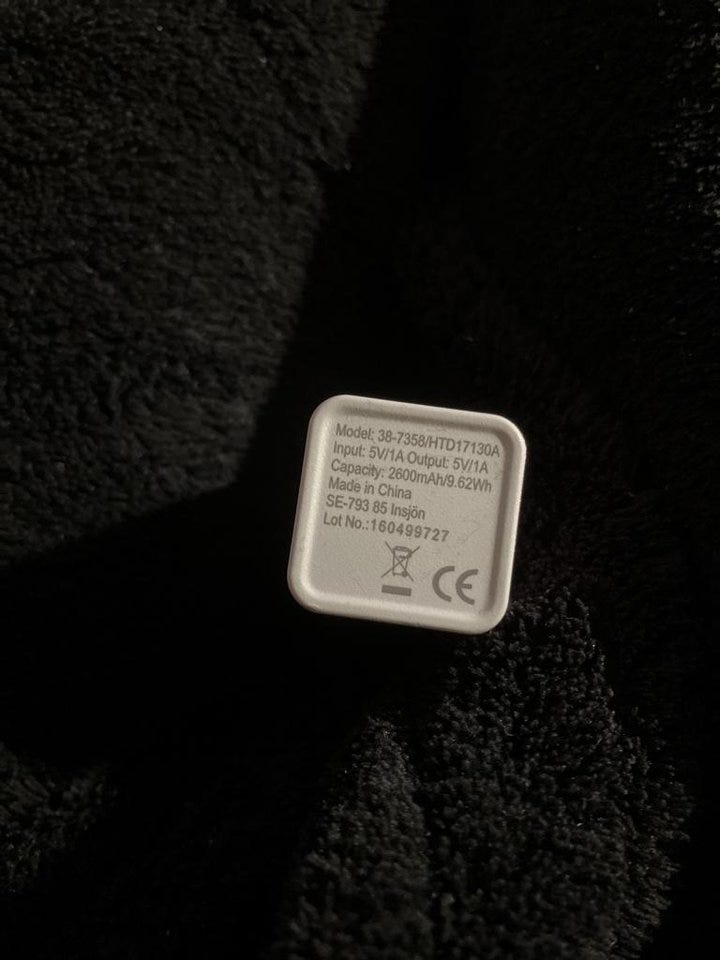 Model: 38-7358/HTD17130A
Input: 5V/1A Output: 5V/1A
Capacity: 2600mAh/9.62Wh
Made in China
SE-793 85 Insjön
Lot No.:160499727
CE